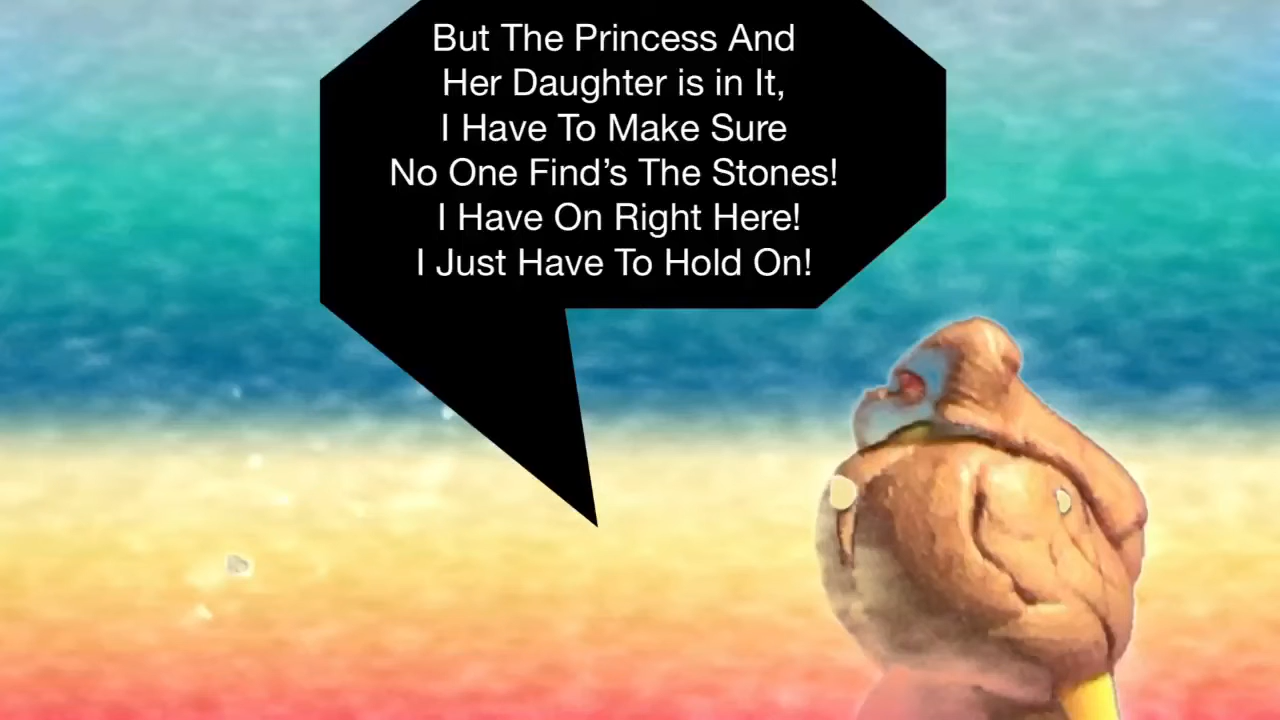 But The Princess And
Her Daughter is in It,
I Have To Make Sure
No One Find’s The Stones!
I Have On Right Here!
I Just Have To Hold On!